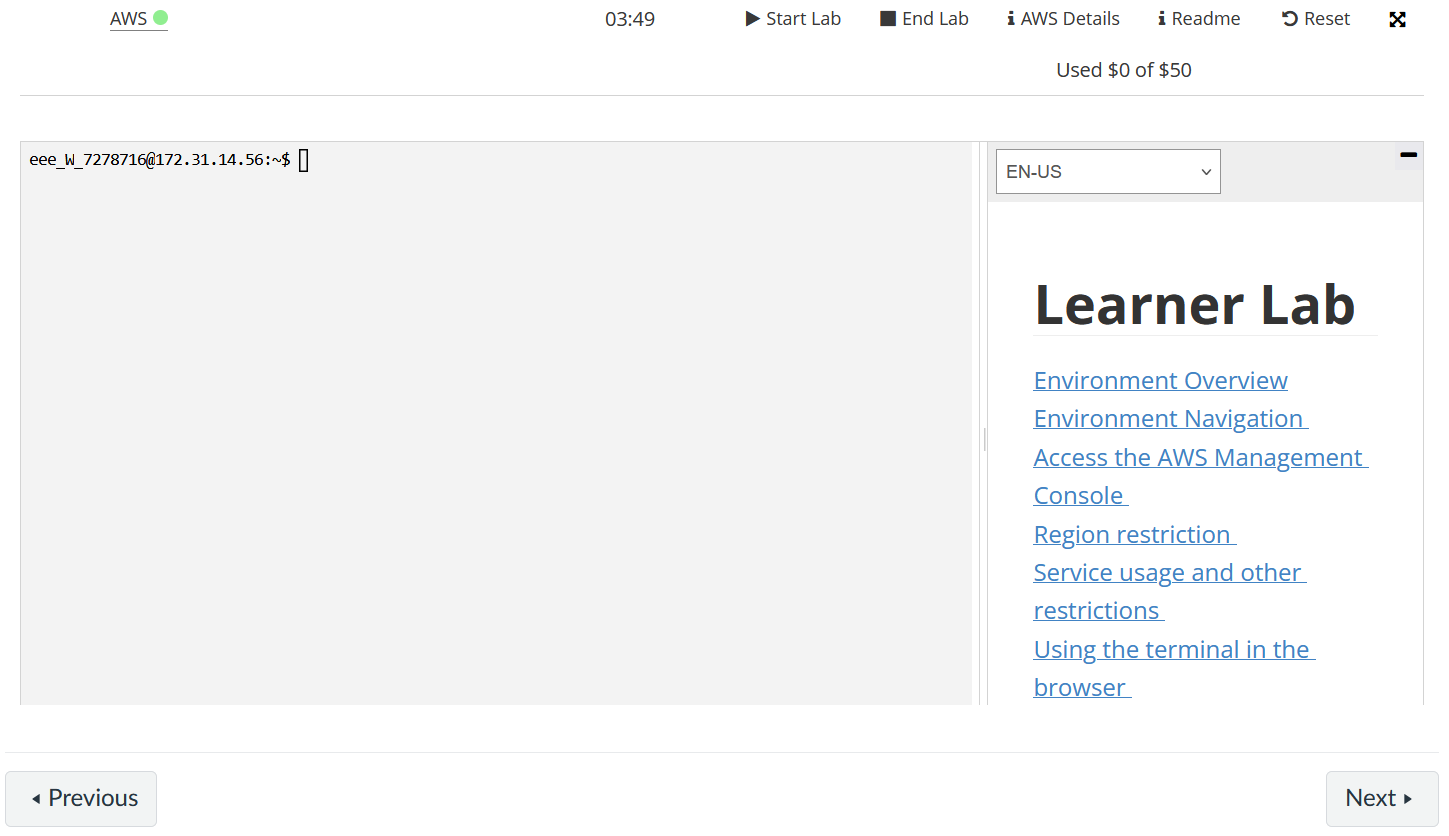 AWS 03:49 Start Lab End Lab AWS Details Readme Reset
Used $0 of $50
eee_W_7278716@172.31.14.56:~$
EN-US
Learner Lab
Environment Overview
Environment Navigation
Access the AWS Management
Console
Region restriction
Service usage and other
restrictions
Using the terminal in the
browser
Previous
Next